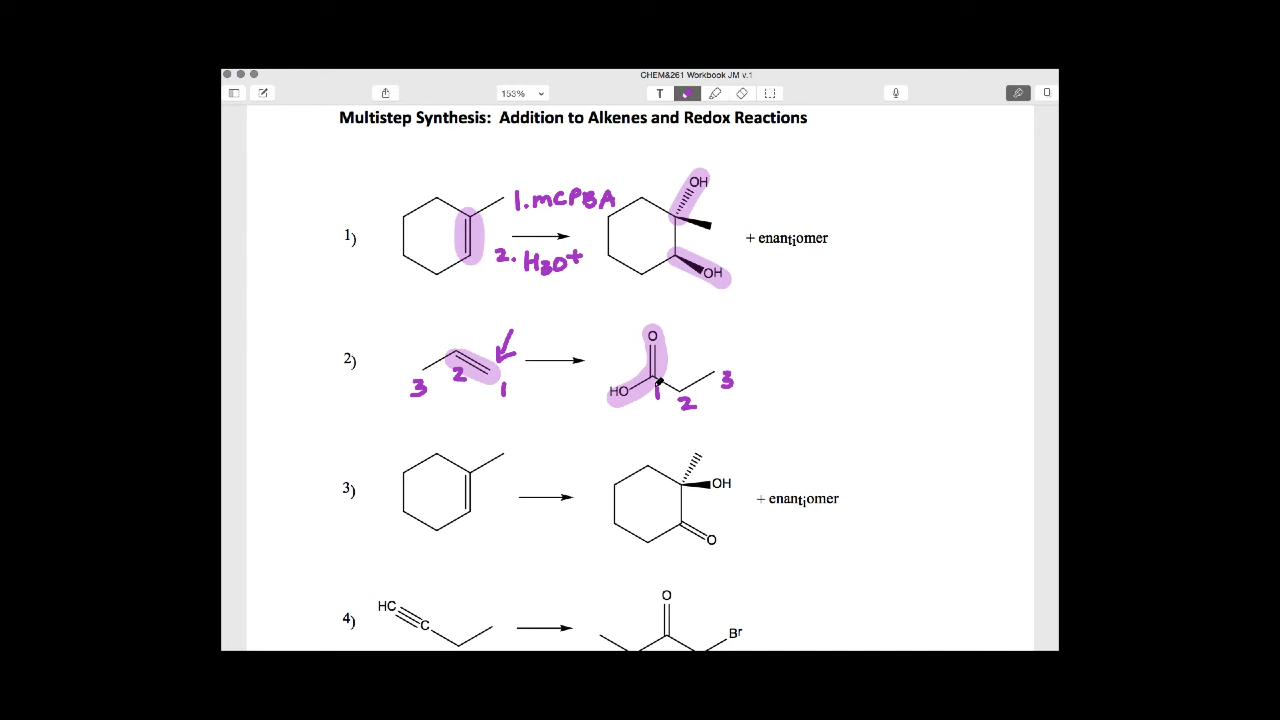 CHEM&261 Workbook JM v.1
153%
T
Multistep Synthesis: Addition to Alkenes and Redox Reactions
OH
1. mCPBA
1)
+ enantiomer
2. H3O+
OH
O
2)
3 2 1
HO 1 2 3
3)
OH
+ enantiomer
O
HC
O
4)
C
Br